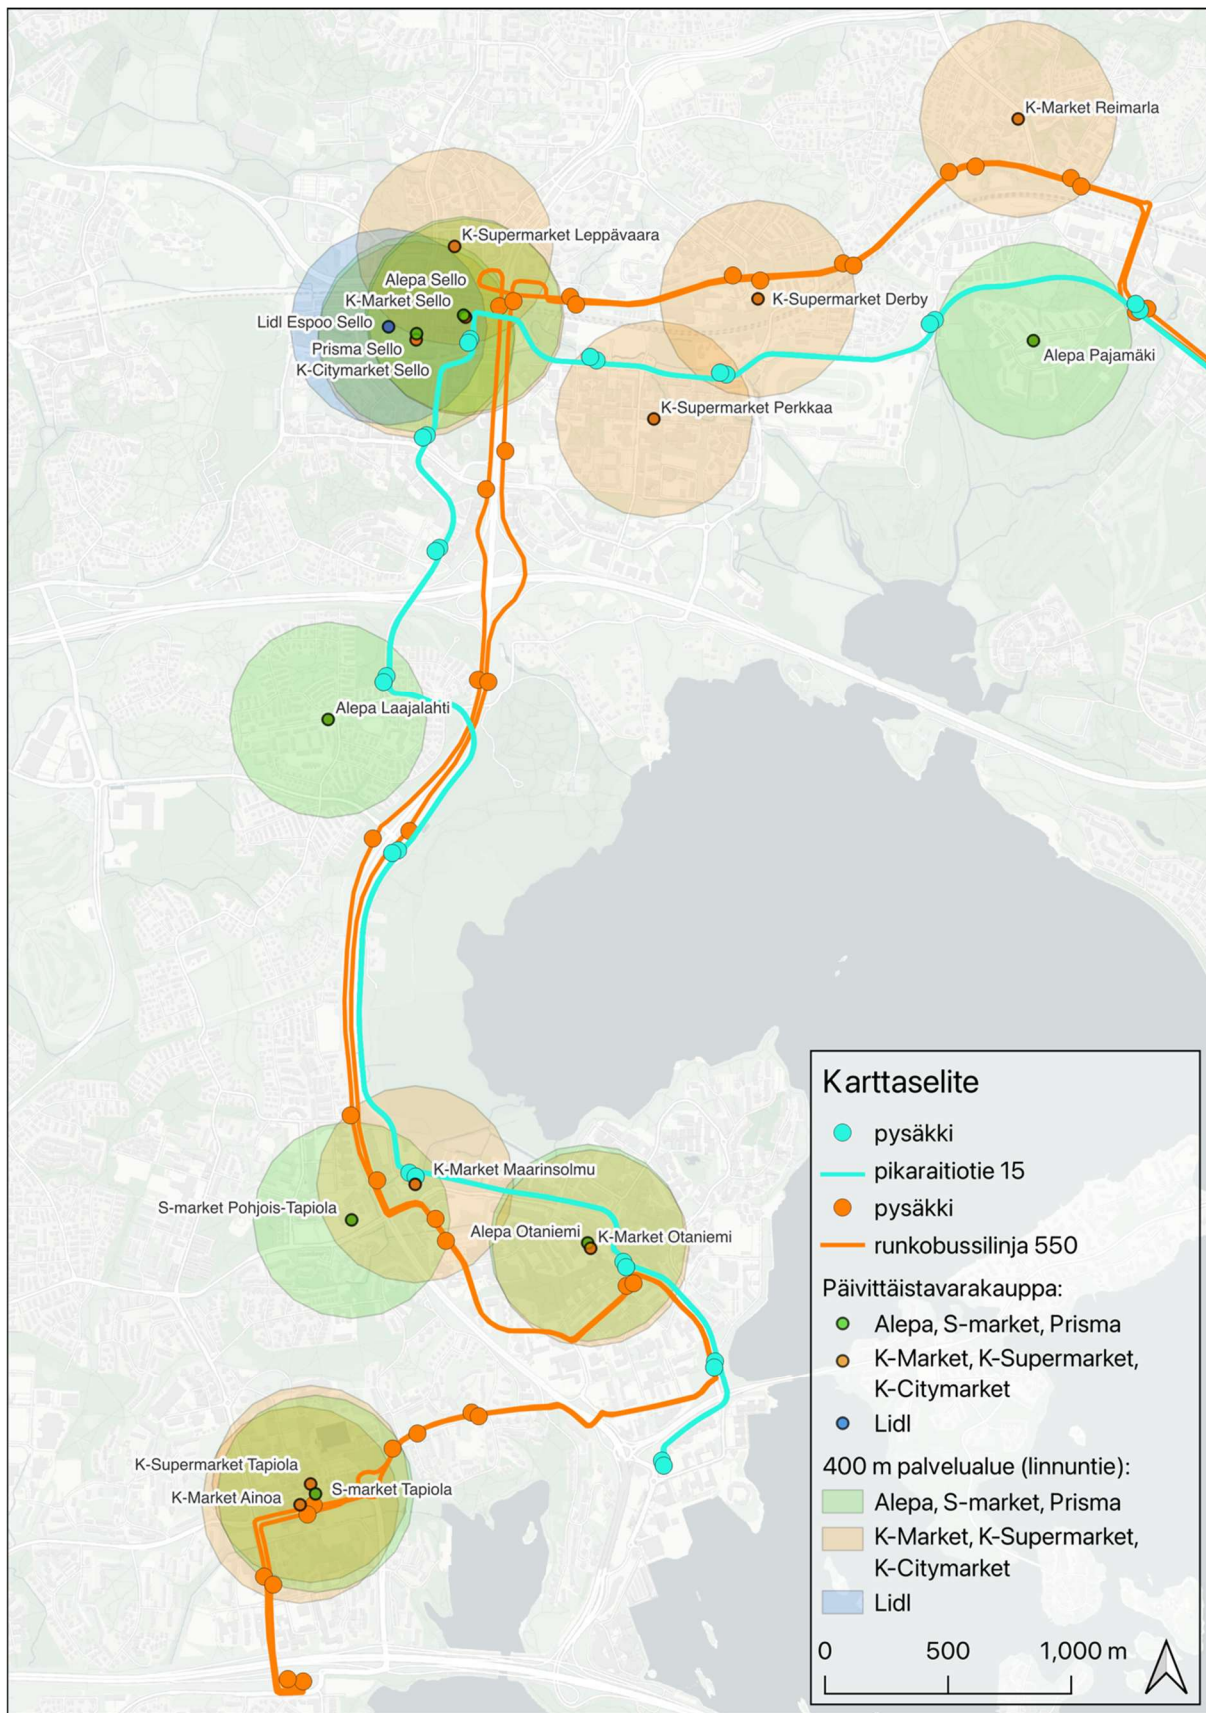 K-Market Reimarla
K-Supermarket Leppävaara
Alepa Sello
K-Market Sello
K-Supermarket Derby
Lidl Espoo Sello
Prisma Sello
Alepa Pajamäki
K-Citymarket Sello
K-Supermarket Perkkaa
Alepa Laajalahti
K-Market Maarinsolmu
S-market Pohjois-Tapiola
Alepa Otaniemi
K-Market Otaniemi
K-Supermarket Tapiola
S-market Tapiola
K-Market Ainoa
Karttaselite
pysäkki
pikaraitiotie 15
pysäkki
runkobussilinja 550
Päivittäistavarakauppa:
Alepa, S-market, Prisma
K-Market, K-Supermarket,
K-Citymarket
Lidl
400 m palvelualue (linnuntie):
Alepa, S-market, Prisma
K-Market, K-Supermarket,
K-Citymarket
Lidl
0 500 1,000 m